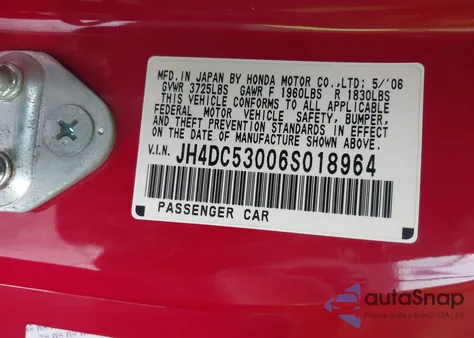 MFD. IN JAPAN BY HONDA MOTOR CO.,LTD: 5/'06
GVWR 3725LBS GAWR F 1960LBS R 1830LBS
THIS VEHICLE CONFORMS TO ALL APPLICABLE
FEDERAL MOTOR VEHICLE SAFETY, BUMPER,
AND THEFT PREVENTION STANDARDS IN EFFECT
ON THE DATE OF MANUFACTURE SHOWN ABOVE.
V.I.N. JH4DC53006S018964
PASSENGER CAR
autoSnap